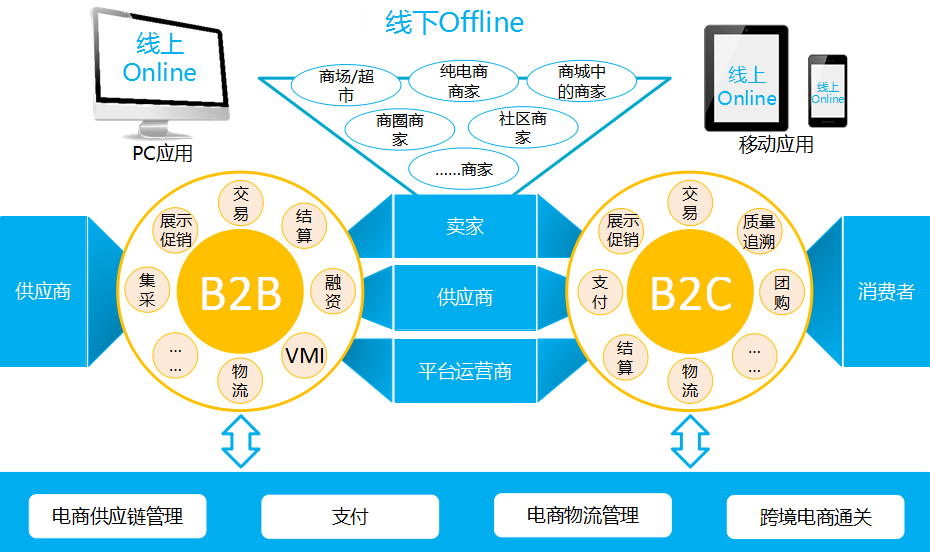 线下Offline
线上
Online
PC应用
商场/超
市
纯电商
商家
商城中
的商家
商圈商
家
社区商
家
……商家
线上
Online
线上
Online
移动应用
供应商
B2B
交
易
结
算
融
资
VMI
物
流
...
...
集
采
展示
促销
卖家
供应商
平台运营商
B2C
交
易
质量
追溯
团
购
...
...
物
流
结
算
支
付
展示
促销
消费者
电商供应链管理
支付
电商物流管理
跨境电商通关